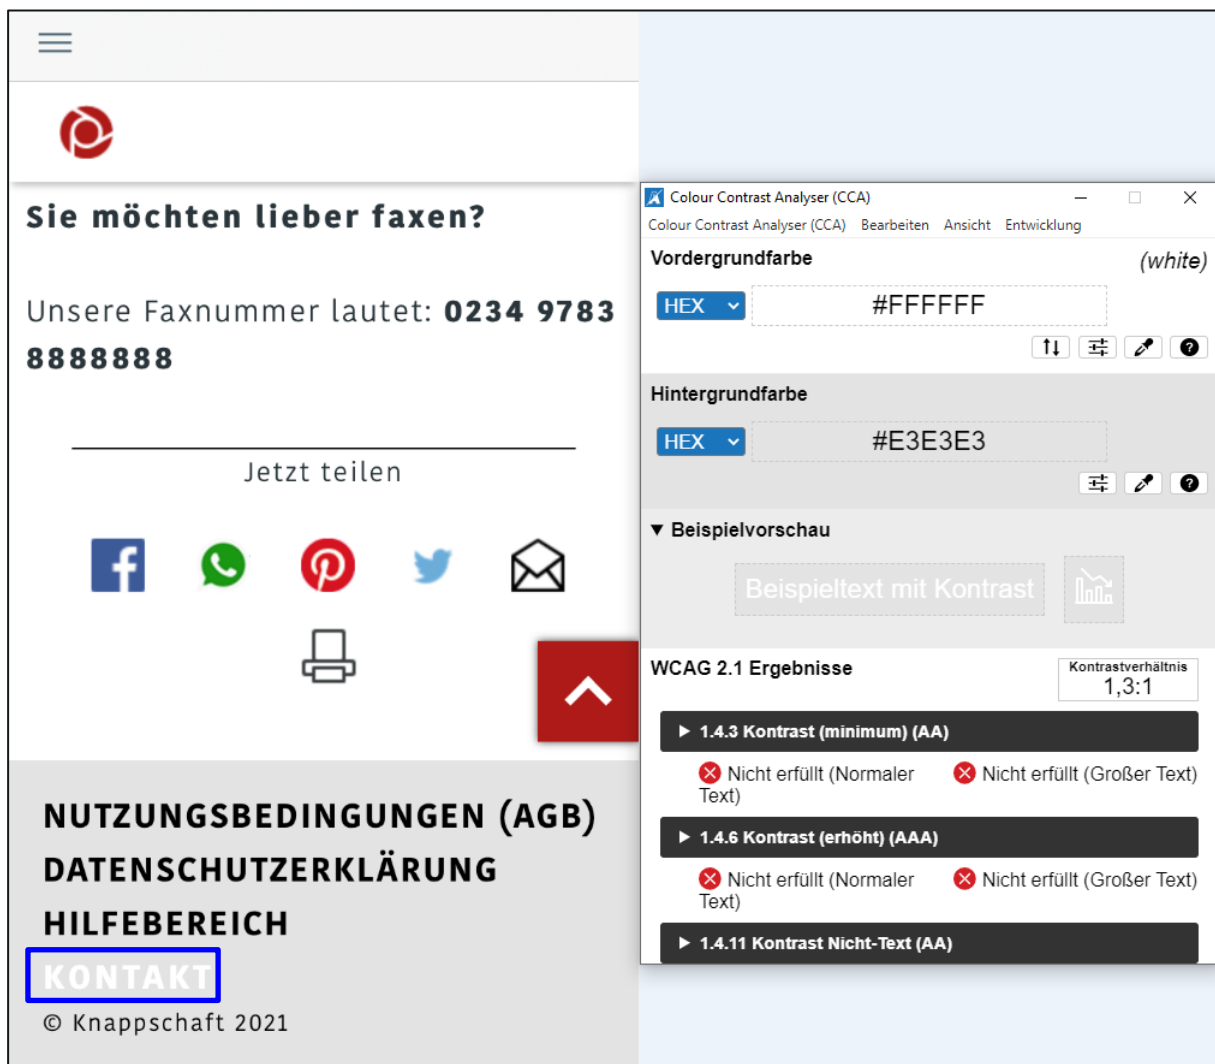 Sie möchten lieber faxen?
Unsere Faxnummer lautet: 0234 9783
8888888
Jetzt teilen
NUTZUNGSBEDINGUNGEN (AGB)
DATENSCHUTZERKLÄRUNG
HILFEBEREICH
KONTAKT
© Knappschaft 2021
Colour Contrast Analyser (CCA)
Colour Contrast Analyser (CCA) Bearbeiten Ansicht Entwicklung
Vordergrundfarbe (white)
HEX #FFFFFF
Hintergrundfarbe
HEX #E3E3E3
▼ Beispielvorschau
Beispieltext mit Kontrast
WCAG 2.1 Ergebnisse Kontrastverhältnis
1,3:1
1.4.3 Kontrast (minimum) (AA)
Nicht erfüllt (Normaler Nicht erfüllt (Großer Text)
Text)
1.4.6 Kontrast (erhöht) (AAA)
Nicht erfüllt (Normaler Nicht erfüllt (Großer Text)
Text)
1.4.11 Kontrast Nicht-Text (AA)